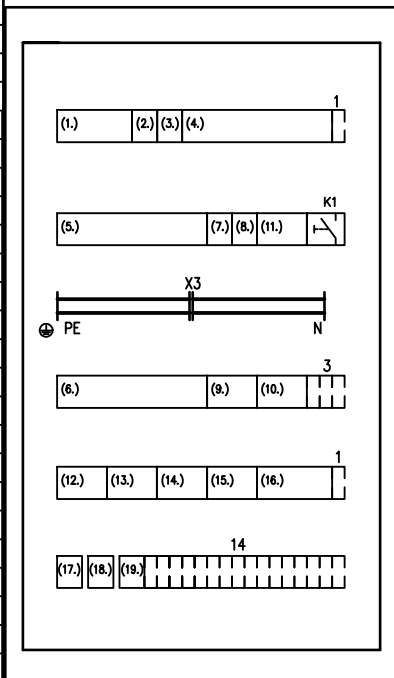 1
(1.) (2.) (3.) (4.)
K1
(5.) (7.) (8.) (11.)
X3
PE N
3
(6.) (9.) (10.)
1
(12.) (13.) (14.) (15.) (16.)
14
(17.) (18.) (19.)